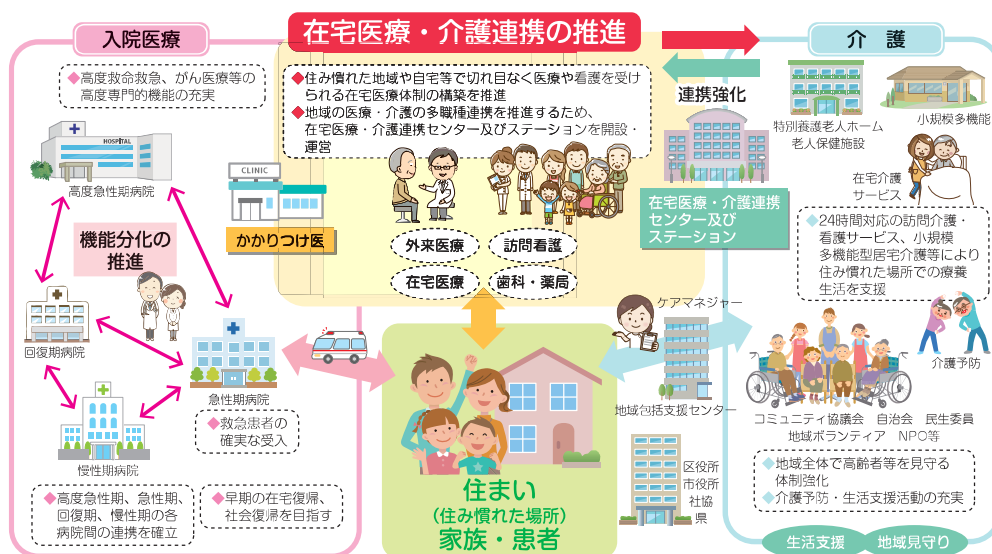 入院医療
在宅医療・介護連携の推進
介 護
◆高度救命救急、がん医療等の
高度専門的機能の充実
HOSPITAL
高度急性期病院
機能分化の
推進
回復期病院
急性期病院
◆救急患者の
確実な受入
慢性期病院
◆高度急性期、急性期、
回復期、慢性期の各
病院間の連携を確立
◆早期の在宅復帰、
社会復帰を目指す
◆住み慣れた地域や自宅等で切れ目なく医療や看護を受け
られる在宅医療体制の構築を推進
◆地域の医療・介護の多職種連携を推進するため、
在宅医療・介護連携センター及びステーションを開設・
運営
CLINIC
かかりつけ医
外来医療
訪問看護
在宅医療
歯科・薬局
連携強化
在宅医療・介護連携
センター及び
ステーション
特別養護老人ホーム
老人保健施設
小規模多機能
在宅介護
サービス
◆24時間対応の訪問介護・
看護サービス、小規模
多機能型居宅介護等により
住み慣れた場所での療養
生活を支援
介護予防
ケアマネジャー
地域包括支援センター
コミュニティ協議会 自治会 民生委員
地域ボランティア NPO等
◆地域全体で高齢者等を見守る
体制強化
◆介護予防・生活支援活動の充実
区役所
市役所
社協
県
住まい
(住み慣れた場所)
家族・患者
生活支援
地域見守り